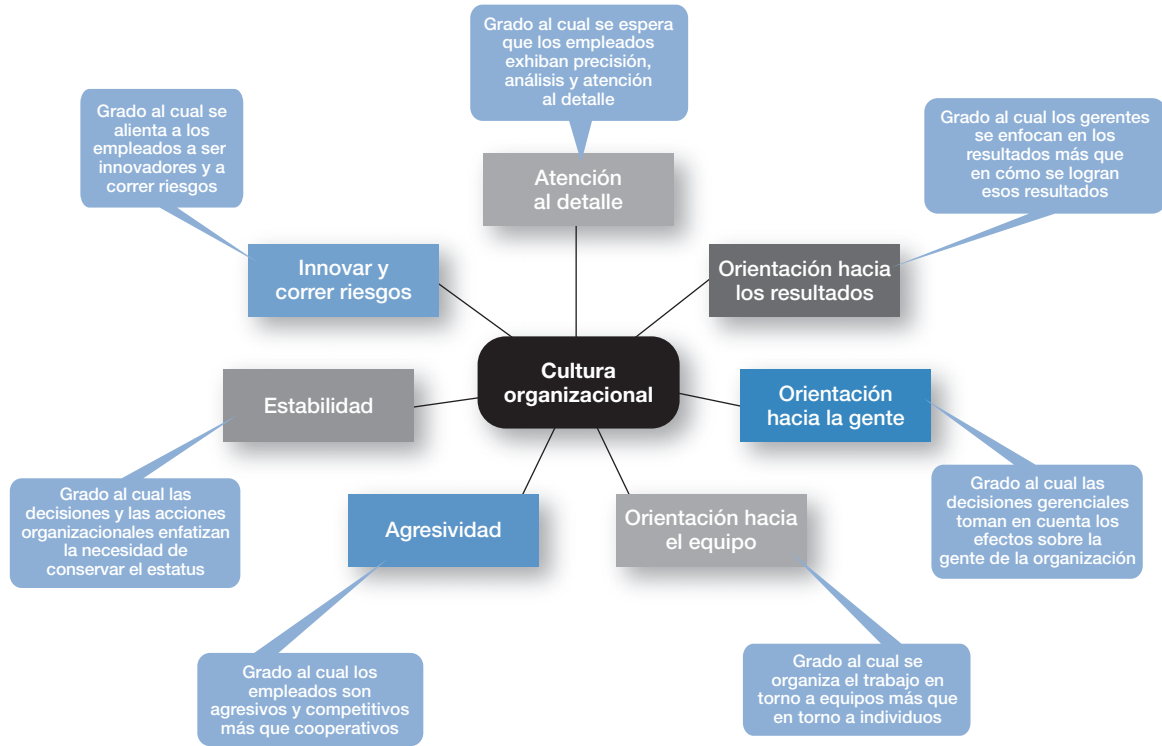 Grado al cual se espera
que los empleados
exhiban precisión,
análisis y atención
al detalle
Grado al cual se
alienta a los
empleados a ser
innovadores y a
correr riesgos
Grado al cual los gerentes
se enfocan en los
resultados más que
en cómo se logran
esos resultados
Atención
al detalle
Innovar y
correr riesgos
Orientación hacia
los resultados
Cultura
organizacional
Estabilidad
Orientación
hacia la gente
Grado al cual las
decisiones y las acciones
organizacionales enfatizan
la necesidad de
conservar el estatus
Agresividad
Orientación hacia
el equipo
Grado al cual las
decisiones gerenciales
toman en cuenta los
efectos sobre la
gente de la organización
Grado al cual los
empleados son
agresivos y competitivos
más que cooperativos
Grado al cual se
organiza el trabajo en
torno a equipos más que
en torno a individuos